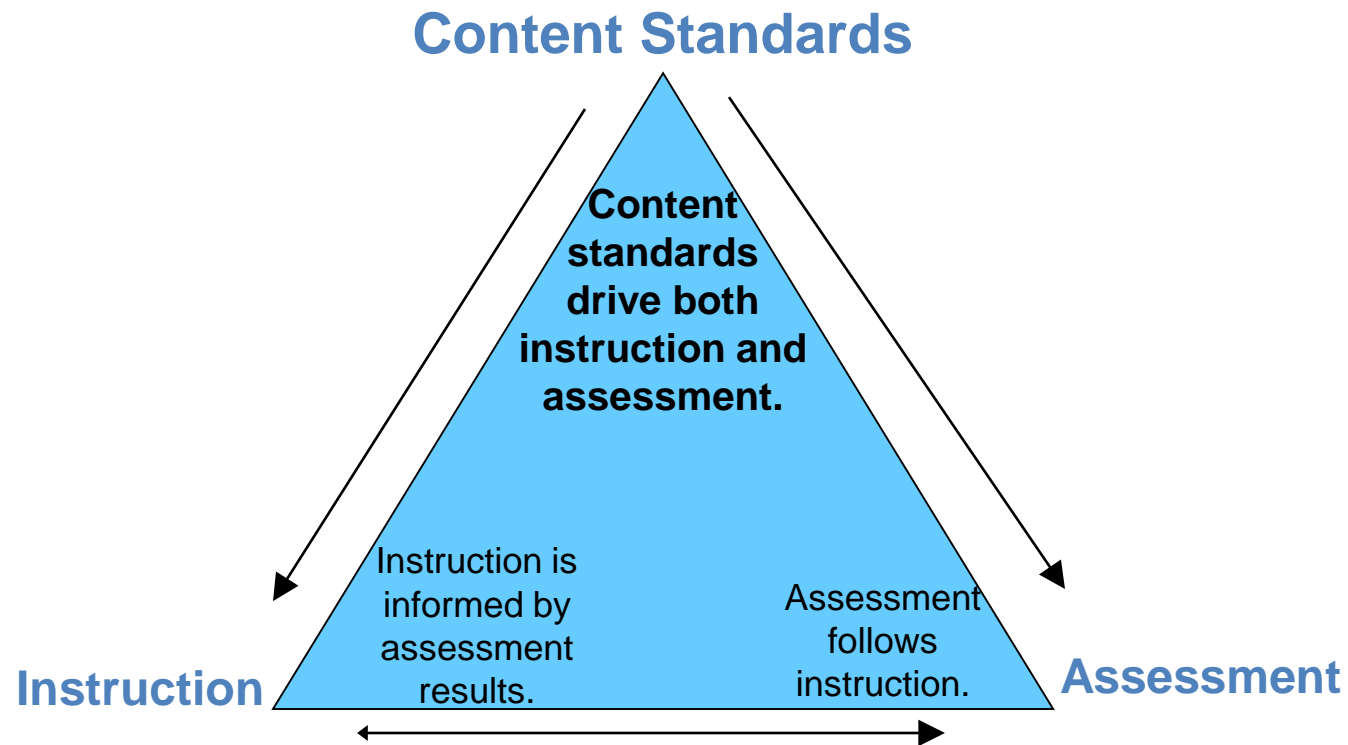 Content Standards
Content
standards
drive both
instruction and
assessment.
Instruction is
informed by
assessment
results.
Assessment
follows
instruction.
Instruction
Assessment